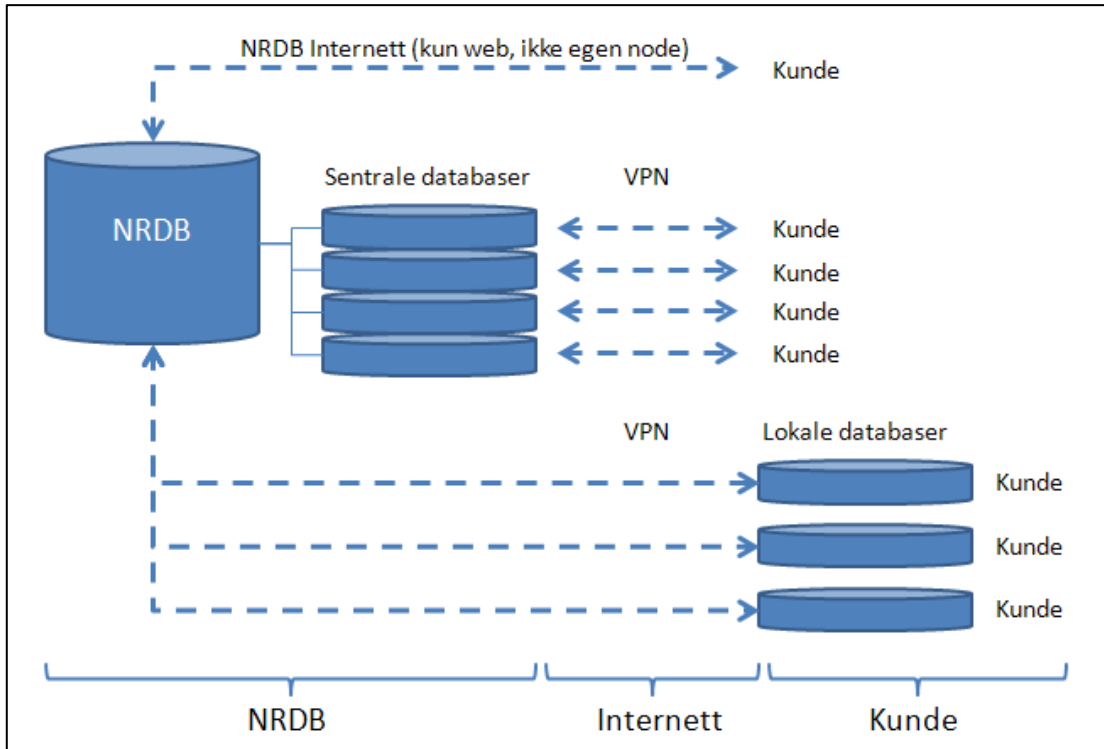 NRDB Internett (kun web, ikke egen node)
Kunde
NRDB
Sentrale databaser
VPN
Kunde
Kunde
Kunde
Kunde
VPN
Lokale databaser
Kunde
Kunde
Kunde
NRDB
Internett
Kunde